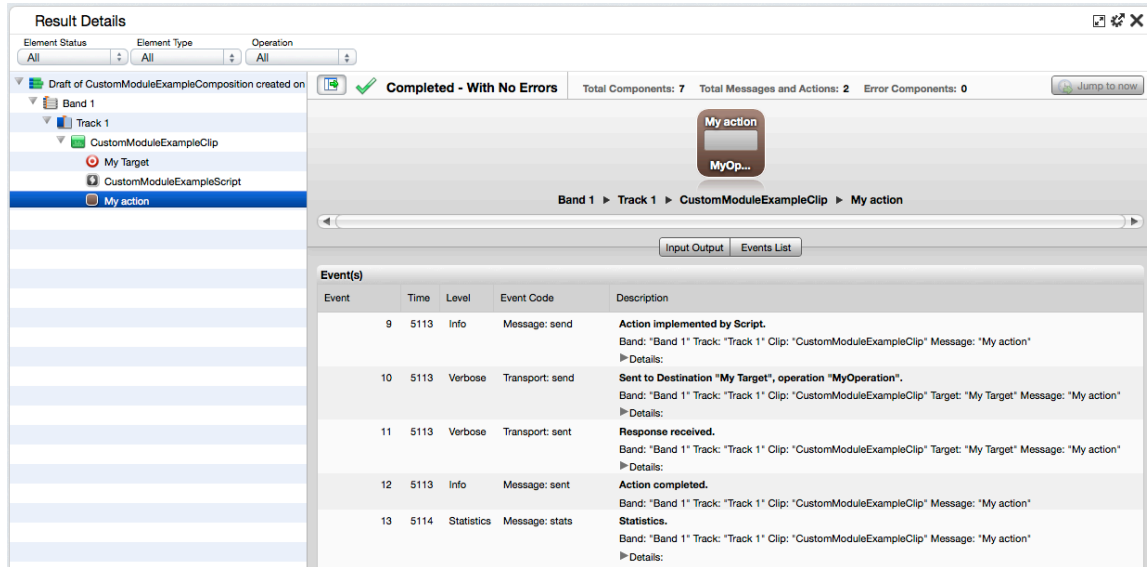 Result Details
Element Status Element Type Operation
All All All
Draft of CustomModuleExampleComposition created on
Band 1
Track 1
CustomModuleExampleClip
My Target
CustomModuleExampleScript
My action
Completed - With No Errors Total Components: 7 Total Messages and Actions: 2 Error Components: 0 Jump to now
My action
MyOp...
Band 1 ▶ Track 1 ▶ CustomModuleExampleClip ▶ My action
Input Output Events List
Event(s)
Event Time Level Event Code Description
9 5113 Info Message: send Action implemented by Script.
Band: "Band 1" Track: "Track 1" Clip: "CustomModuleExampleClip" Message: "My action"
▶Details:
10 5113 Verbose Transport: send Sent to Destination "My Target", operation "MyOperation".
Band: "Band 1" Track: "Track 1" Clip: "CustomModuleExampleClip" Target: "My Target" Message: "My action"
▶Details:
11 5113 Verbose Transport: sent Response received.
Band: "Band 1" Track: "Track 1" Clip: "CustomModuleExampleClip" Target: "My Target" Message: "My action"
▶Details:
12 5113 Info Message: sent Action completed.
Band: "Band 1" Track: "Track 1" Clip: "CustomModuleExampleClip" Message: "My action"
13 5114 Statistics Message: stats Statistics.
Band: "Band 1" Track: "Track 1" Clip: "CustomModuleExampleClip" Message: "My action"
▶Details: